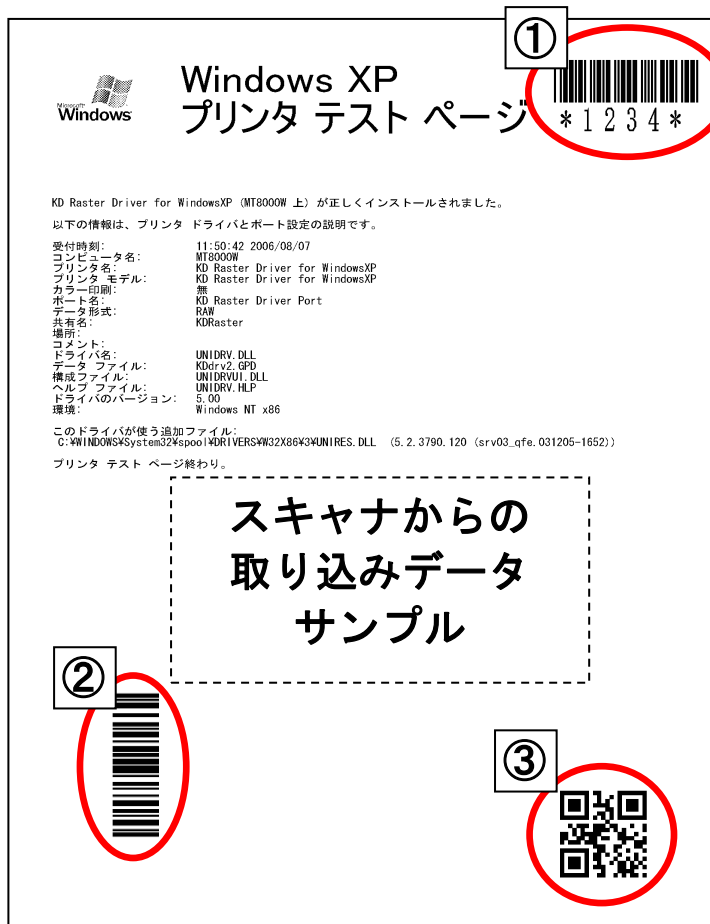 ①
Windows XP
プリンタ テスト ページ
Microsoft
Windows
*1234*
KD Raster Driver for WindowsXP (MT8000W 上) が正しくインストールされました。
以下の情報は、プリンタ ドライバとポート設定の説明です。
受付時刻: 11:50:42 2006/08/07
コンピュータ名: MT8000W
プリンタ名: KD Raster Driver for WindowsXP
プリンタ モデル: KD Raster Driver for WindowsXP
カラー印刷: 無
ポート名: KD Raster Driver Port
データ形式: RAW
共有名: KDRaster
場所:
コメント:
ドライバ名: UNIDRV.DLL
データ ファイル: KDdrv2.GPD
構成ファイル: UNIDRVUI.DLL
ヘルプ ファイル: UNIDRV.HLP
ドライバのバージョン: 5.00
環境: Windows NT x86
このドライバが使う追加ファイル:
C:¥WINDOWS¥System32¥spool¥DRIVERS¥W32X86¥3¥UNIRES.DLL (5.2.3790.120 (srv03_qfe.031205-1652))
プリンタ テスト ページ終わり。
スキャナからの
取り込みデータ
サンプル
②
③